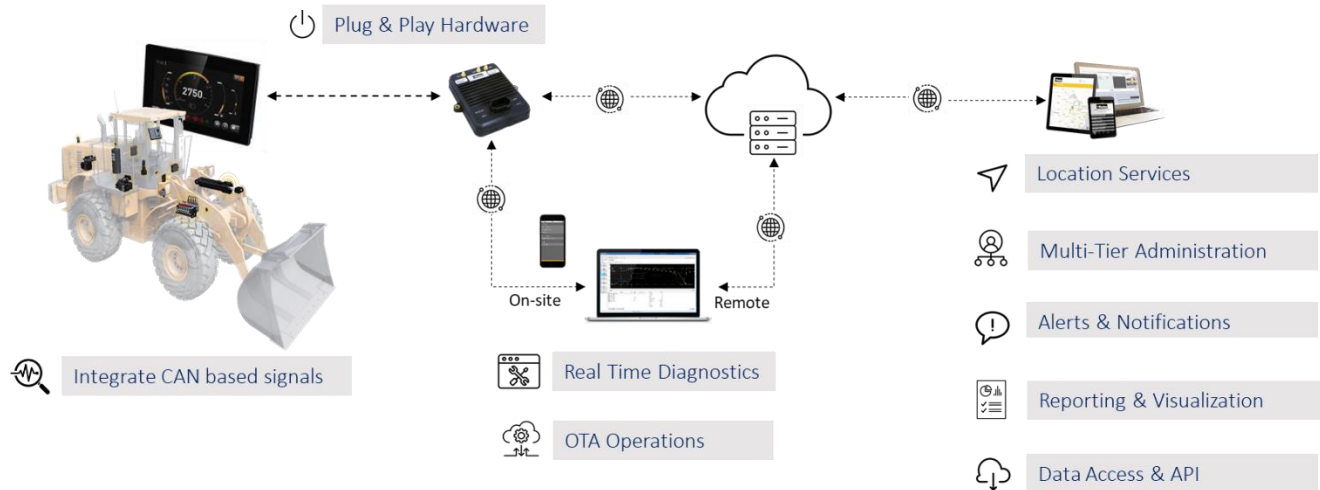 Plug & Play Hardware
2750
On-site
Remote
Integrate CAN based signals
Real Time Diagnostics
OTA Operations
Location Services
Multi-Tier Administration
Alerts & Notifications
Reporting & Visualization
Data Access & API